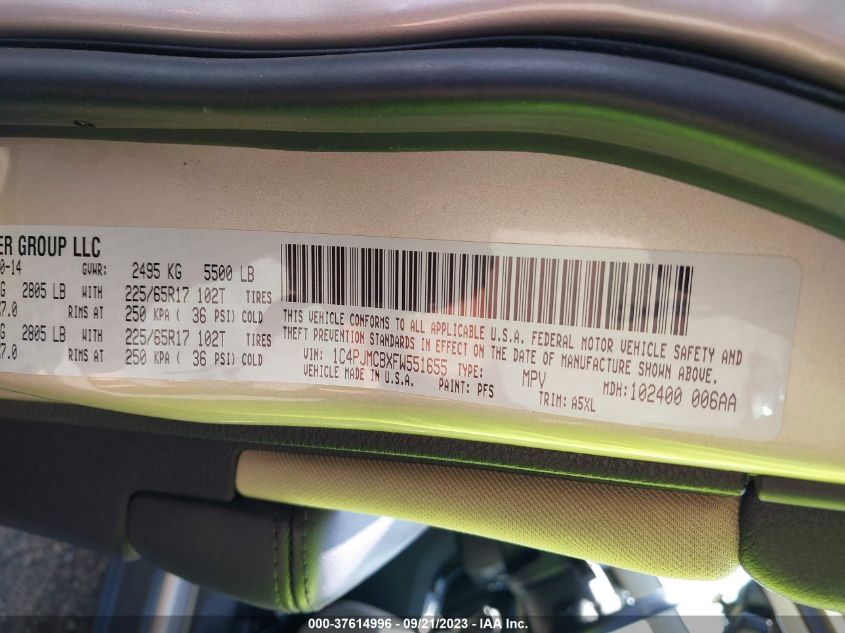 ER GROUP LLC
0-14 GVWR: 2495 KG 5500 LB
G 2805 LB WITH 225/65R17 102T TIRES
7.0 RIMS AT 250 KPA ( 36 PSI) COLD
G 2805 LB WITH 225/65R17 102T TIRES
7.0 RIMS AT 250 KPA ( 36 PSI) COLD
THIS VEHICLE CONFORMS TO ALL APPLICABLE U.S.A. FEDERAL MOTOR VEHICLE SAFETY AND
THEFT PREVENTION STANDARDS IN EFFECT ON THE DATE OF MANUFACTURE SHOWN ABOVE.
VIN: 1C4PJMCBXFW551655 TYPE: MPV MDH:102400 006AA
MADE IN U.S.A. PAINT: PFS TRIM: A5XL
000-37614996 - 09/21/2023 - IAA Inc.